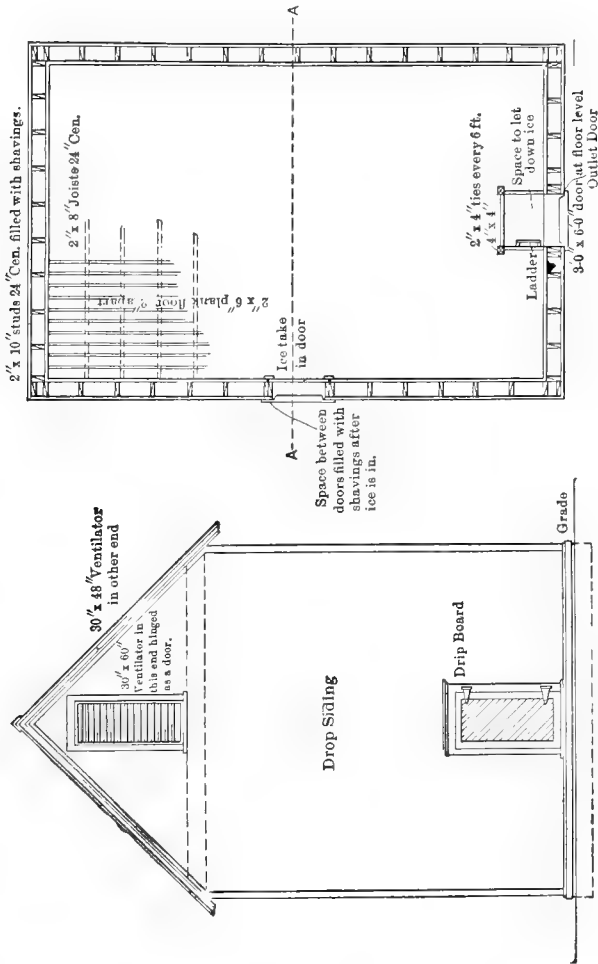 2″x 10″studs 24″Cen. filled with shavings.
2″x 8″Joists 24″Cen.
2″x 6″plank floor ½″apart
A
A
Ice take
in door
Space between
doors filled with
shavings after
ice is in.
2″x 4″ties every 6 ft.
4″x 4″
Space to let
down ice
Ladder
3-0 x 6-0 door at floor level
Outlet Door
30″x 48″Ventilator
in other end
30″x 60″
Ventilator in
this end hinged
as a door.
Drop Siding
Drip Board
Grade